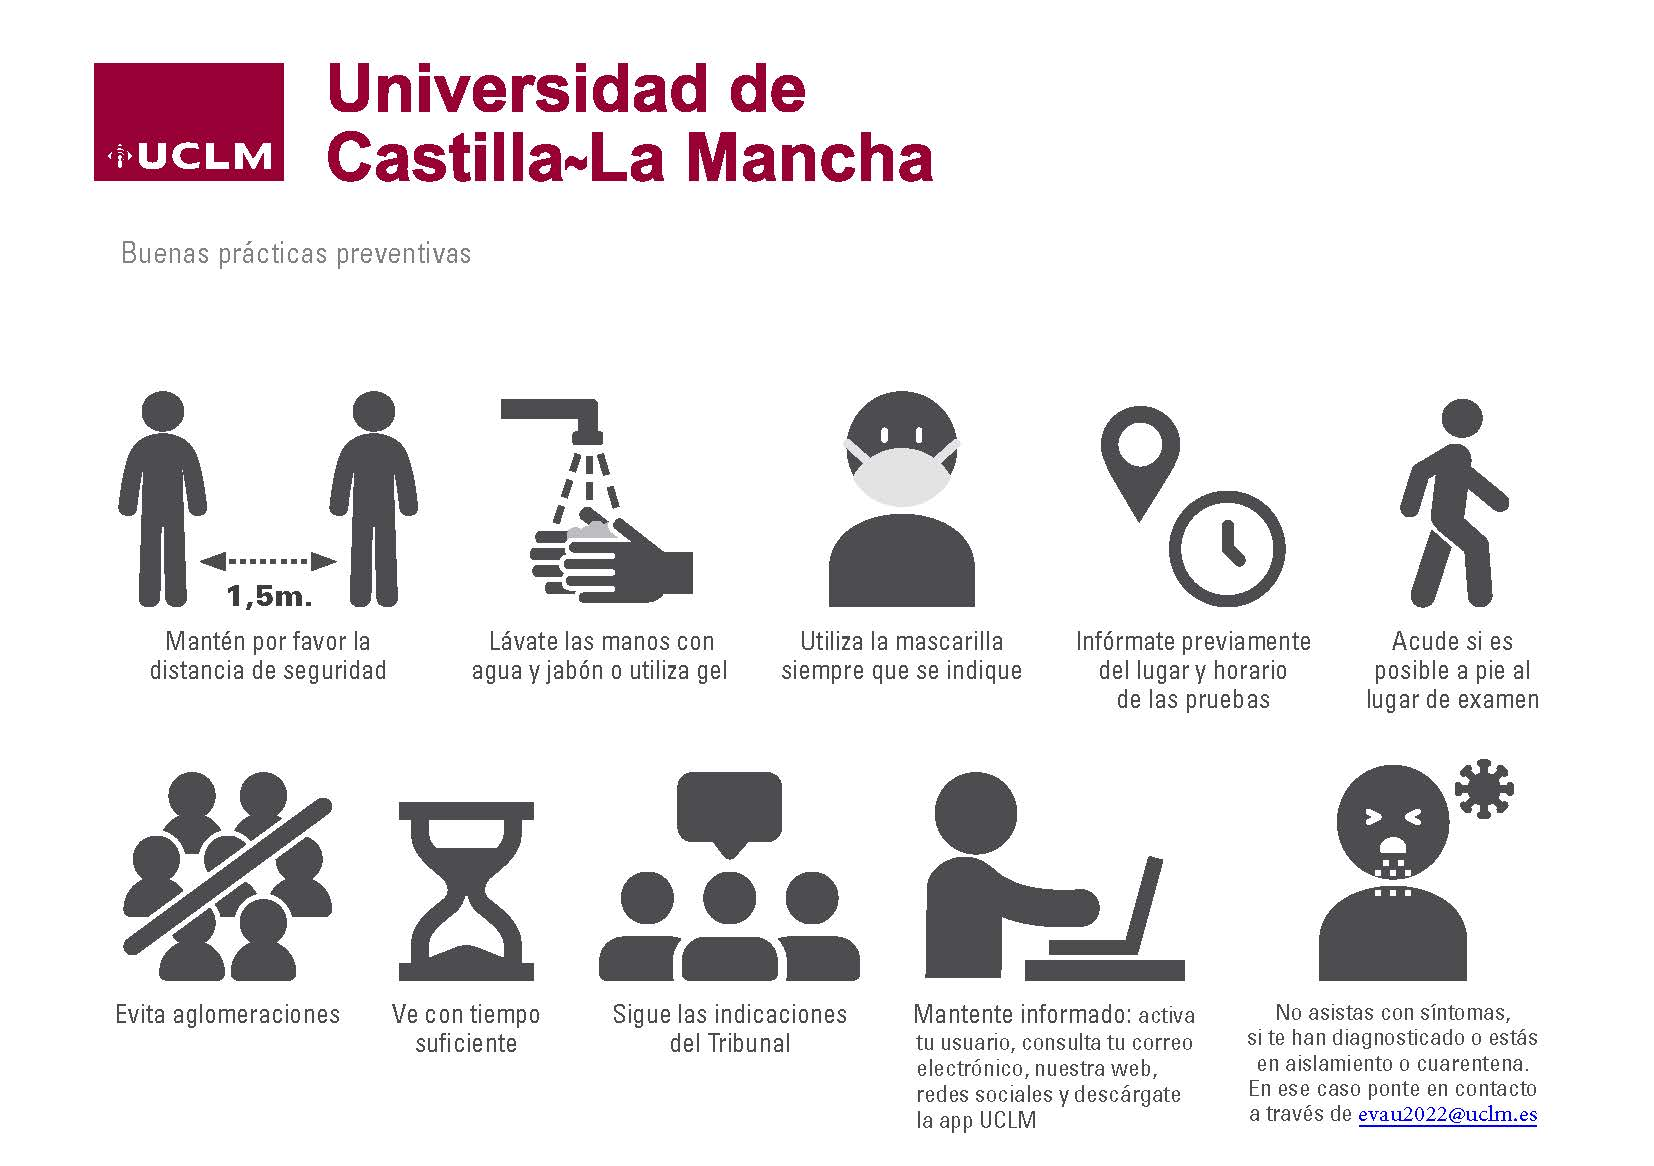 UCLM
Universidad de
Castilla~La Mancha
Buenas prácticas preventivas
1,5m.
Mantén por favor la
distancia de seguridad
Lávate las manos con
agua y jabón o utiliza gel
Utiliza la mascarilla
siempre que se indique
Infórmate previamente
del lugar y horario
de las pruebas
Acude si es
posible a pie al
lugar de examen
Evita aglomeraciones
Ve con tiempo
suficiente
Sigue las indicaciones
del Tribunal
Mantente informado: activa
tu usuario, consulta tu correo
electrónico, nuestra web,
redes sociales y descárgate
la app UCLM
No asistas con síntomas,
si te han diagnosticado o estás
en aislamiento o cuarentena.
En ese caso ponte en contacto
a través de evau2022@uclm.es